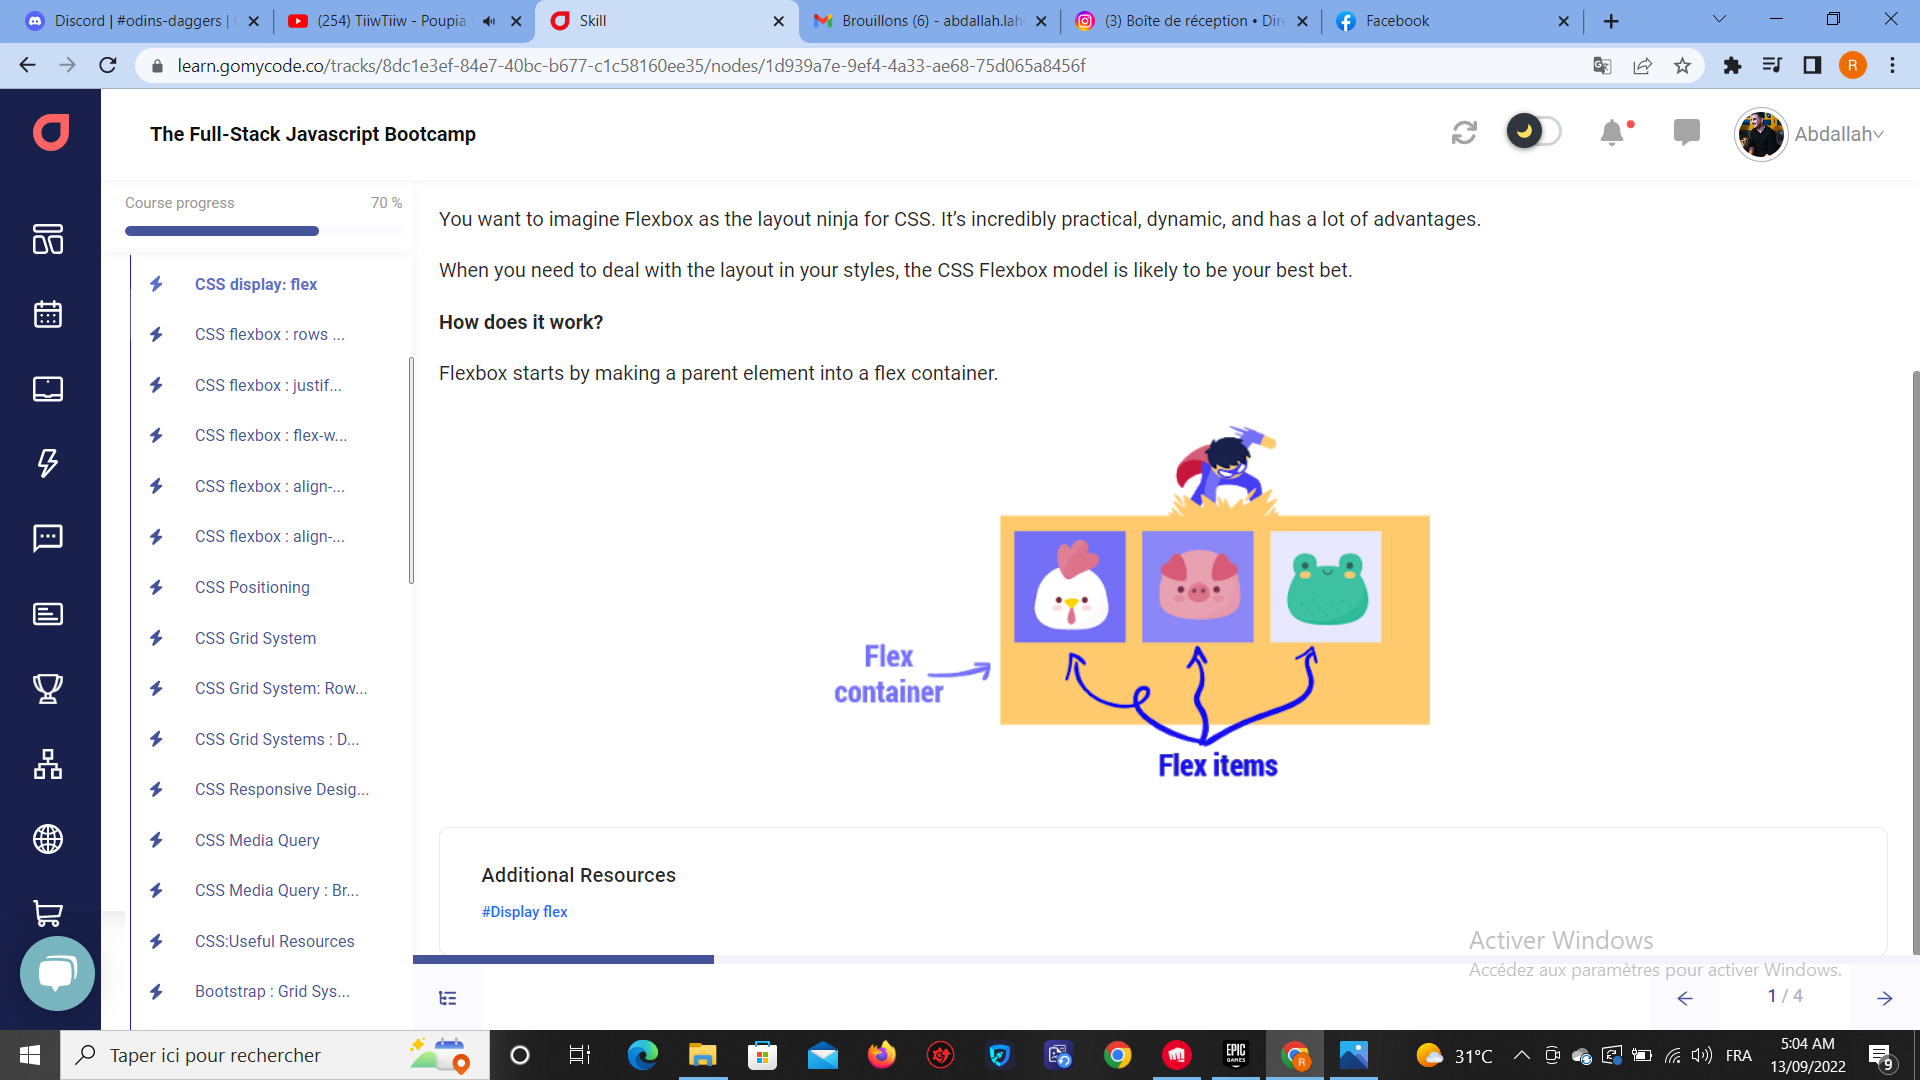 Discord | #odins-daggers |
(254) TiiwTiiw - Poupia
Skill
Brouillons (6) - abdallah.lah
(3) Boîte de réception • Dire
Facebook
learn.gomycode.co/tracks/8dc1e3ef-84e7-40bc-b677-c1c58160ee35/nodes/1d939a7e-9ef4-4a33-ae68-75d065a8456f
R
The Full-Stack Javascript Bootcamp
Abdallah
Course progress
70 %
CSS display: flex
CSS flexbox : rows ...
CSS flexbox : justif...
CSS flexbox : flex-w...
CSS flexbox : align-...
CSS flexbox : align-...
CSS Positioning
CSS Grid System
CSS Grid System: Row...
CSS Grid Systems : D...
CSS Responsive Desig...
CSS Media Query
CSS Media Query : Br...
CSS:Useful Resources
Bootstrap : Grid Sys...
You want to imagine Flexbox as the layout ninja for CSS. It’s incredibly practical, dynamic, and has a lot of advantages.
When you need to deal with the layout in your styles, the CSS Flexbox model is likely to be your best bet.
How does it work?
Flexbox starts by making a parent element into a flex container.
Flex
container
Flex items
Additional Resources
#Display flex
Activer Windows
Accédez aux paramètres pour activer Windows.
1 / 4
Taper ici pour rechercher
EPIC
GAMES
R
31°C
FRA
5:04 AM
13/09/2022
9